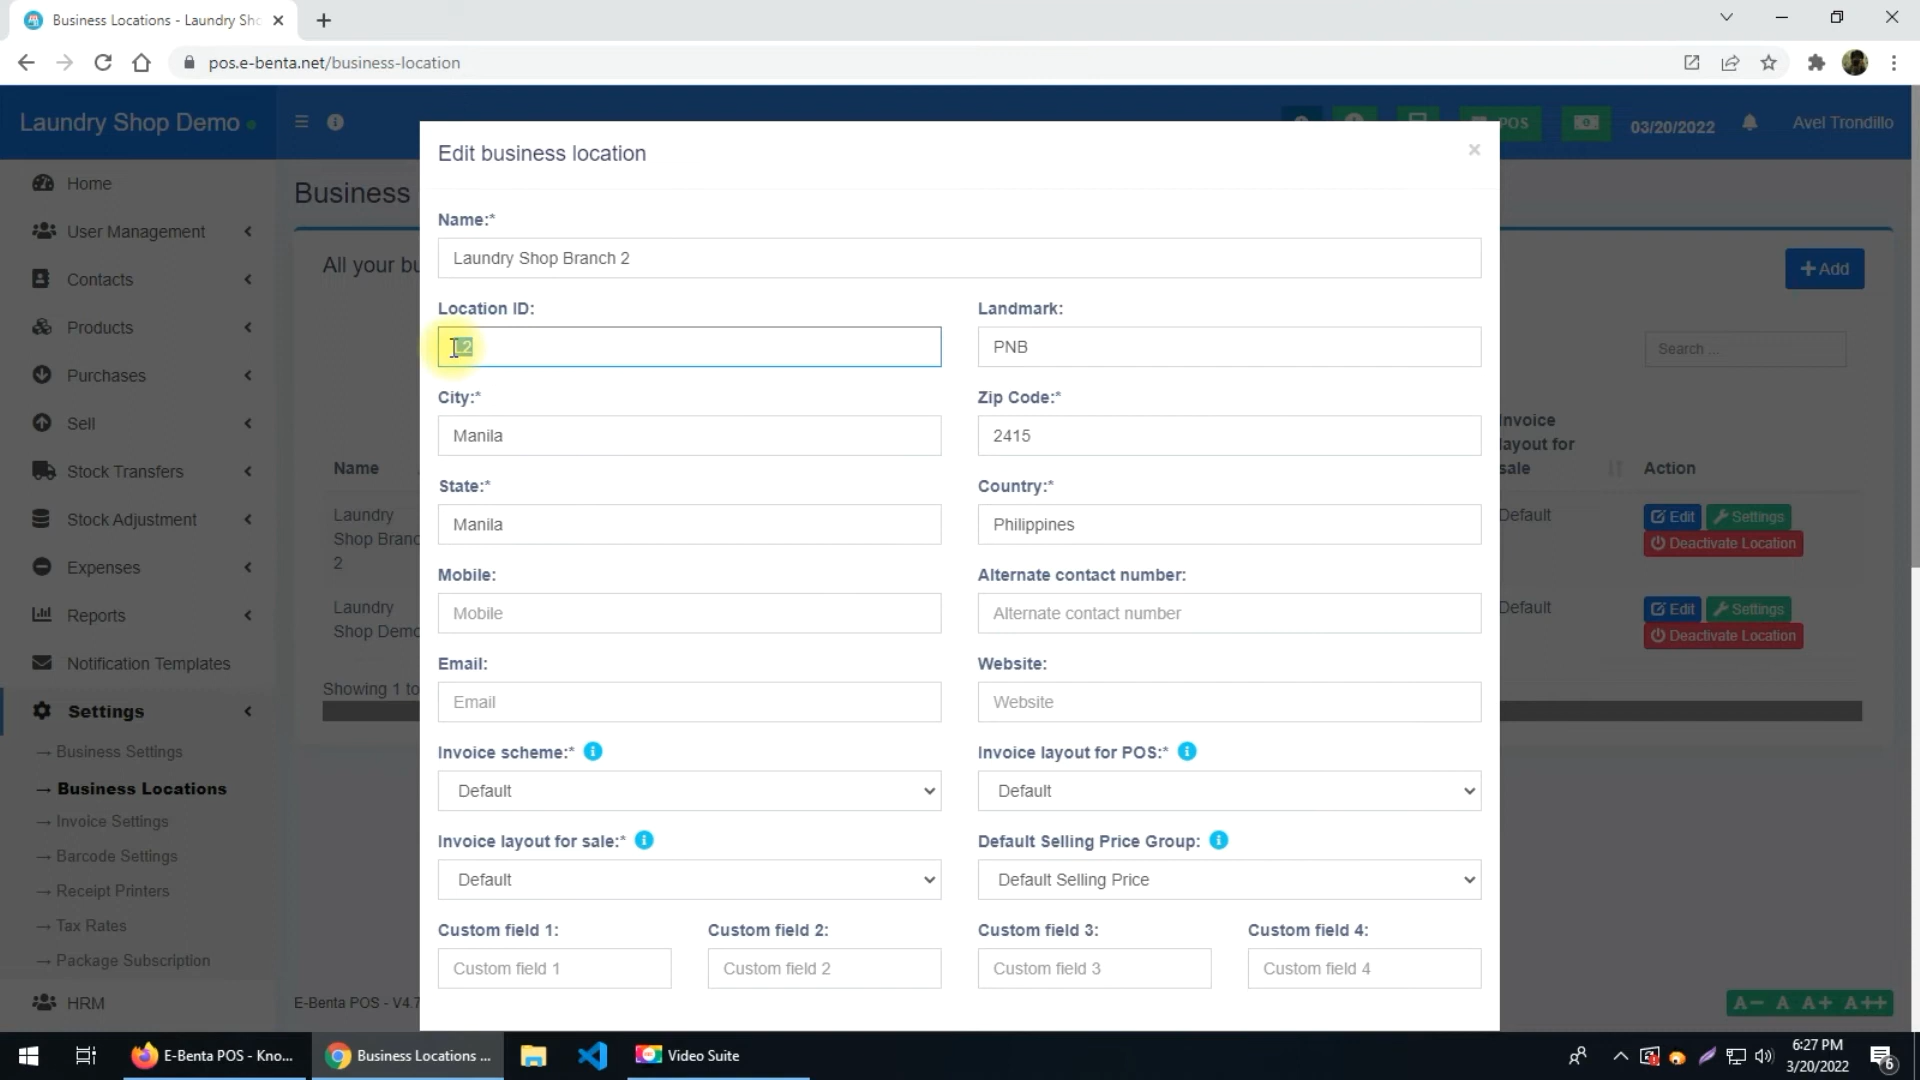 Business Locations - Laundry Sho
pos.e-benta.net/business-location
Laundry Shop Demo
POS
03/20/2022
Avel Trondillo
Home
User Management
Contacts
Products
Purchases
Sell
Stock Transfers
Stock Adjustment
Expenses
Reports
Notification Templates
Settings
→ Business Settings
→ Business Locations
→ Invoice Settings
→ Barcode Settings
→ Receipt Printers
→ Tax Rates
→ Package Subscription
HRM
Business
All your bu
+ Add
Search ...
Name
Invoice
layout for
sale
Action
Laundry
Shop Branc
2
Default
Edit
Settings
Deactivate Location
Laundry
Shop Demo
Default
Edit
Settings
Deactivate Location
Showing 1 to
E-Benta POS - V4.7
A- A A+ A++
Edit business location
×
Name:*
Laundry Shop Branch 2
Location ID:
Landmark:
L2
PNB
City:*
Zip Code:*
Manila
2415
State:*
Country:*
Manila
Philippines
Mobile:
Alternate contact number:
Mobile
Alternate contact number
Email:
Website:
Email
Website
Invoice scheme:*
Invoice layout for POS:*
Default
Default
Invoice layout for sale:*
Default Selling Price Group:
Default
Default Selling Price
Custom field 1:
Custom field 2:
Custom field 3:
Custom field 4:
Custom field 1
Custom field 2
Custom field 3
Custom field 4
E-Benta POS - Kno...
Business Locations ...
Video Suite
6:27 PM
3/20/2022
6